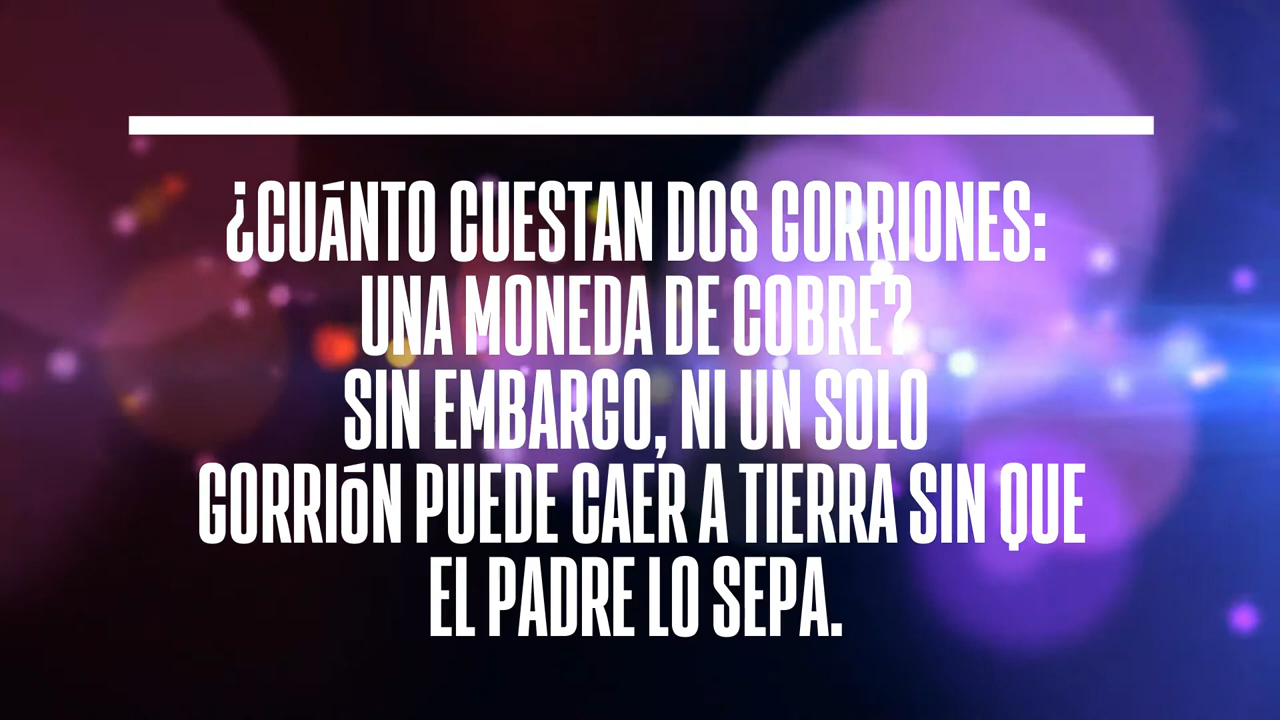 ¿CUÁNTO CUESTAN DOS GORRIONES:
UNA MONEDA DE COBRE?
SIN EMBARGO, NI UN SOLO
GORRIÓN PUEDE CAER A TIERRA SIN QUE
EL PADRE LO SEPA.